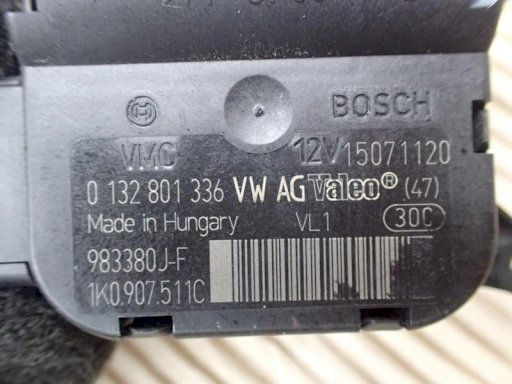 BOSCH
VMC 12V 15071120
0 132 801 336 VW AG Valeo® (47)
Made in Hungary VL1 30C
983380J-F
1K0.907.511C